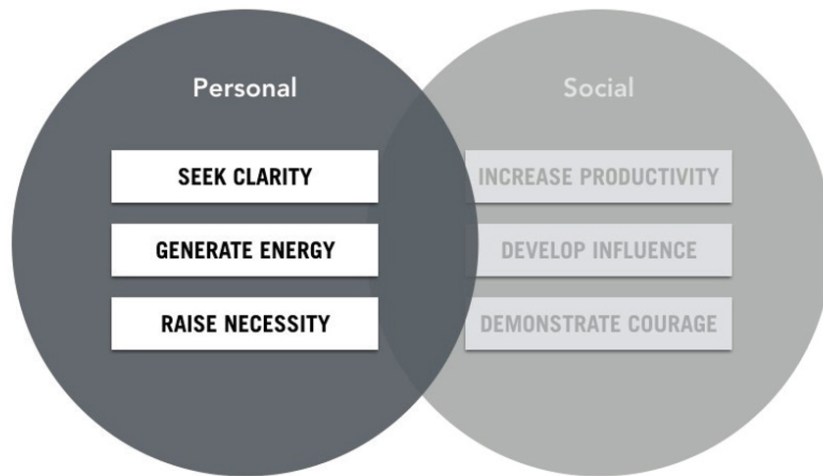 Personal
SEEK CLARITY
GENERATE ENERGY
RAISE NECESSITY
Social
INCREASE PRODUCTIVITY
DEVELOP INFLUENCE
DEMONSTRATE COURAGE